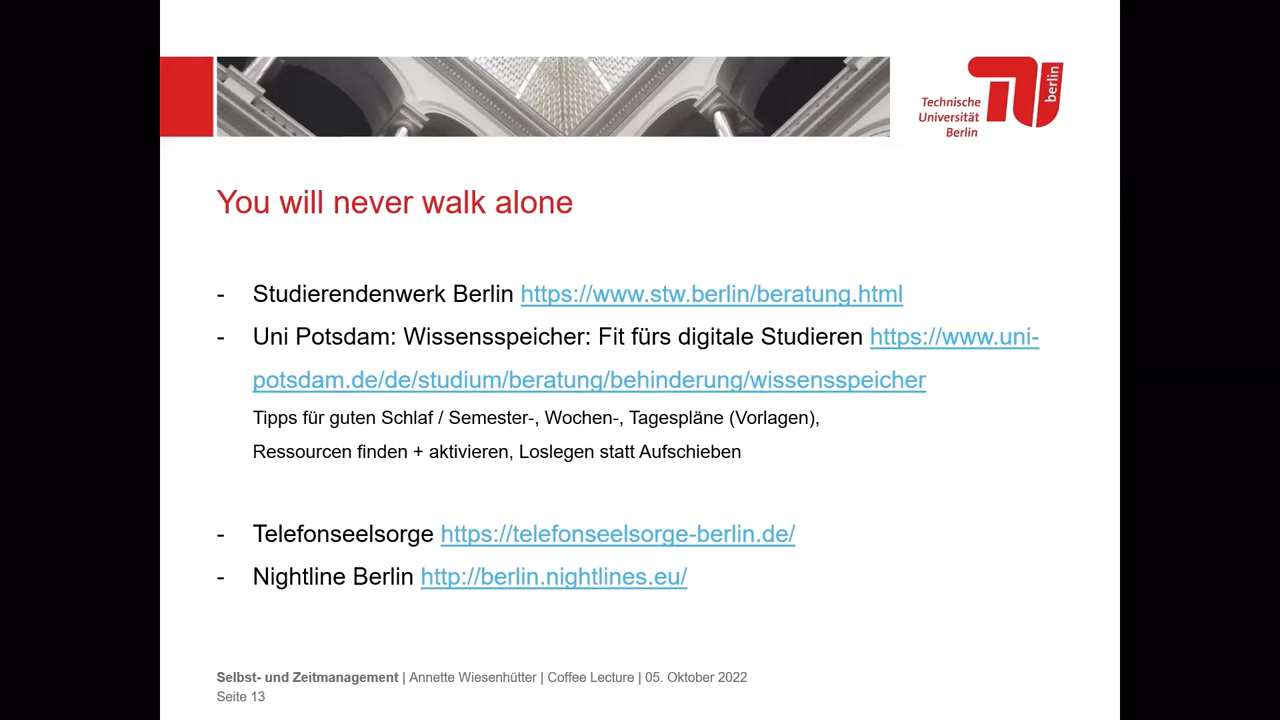 Technische
Universität
Berlin
berlin
You will never walk alone
- Studierendenwerk Berlin https://www.stw.berlin/beratung.html
- Uni Potsdam: Wissensspeicher: Fit fürs digitale Studieren https://www.uni-
potsdam.de/de/studium/beratung/behinderung/wissensspeicher
Tipps für guten Schlaf / Semester-, Wochen-, Tagespläne (Vorlagen),
Ressourcen finden + aktivieren, Loslegen statt Aufschieben
- Telefonseelsorge https://telefonseelsorge-berlin.de/
- Nightline Berlin http://berlin.nightlines.eu/
Selbst- und Zeitmanagement | Annette Wiesenhütter | Coffee Lecture | 05. Oktober 2022
Seite 13